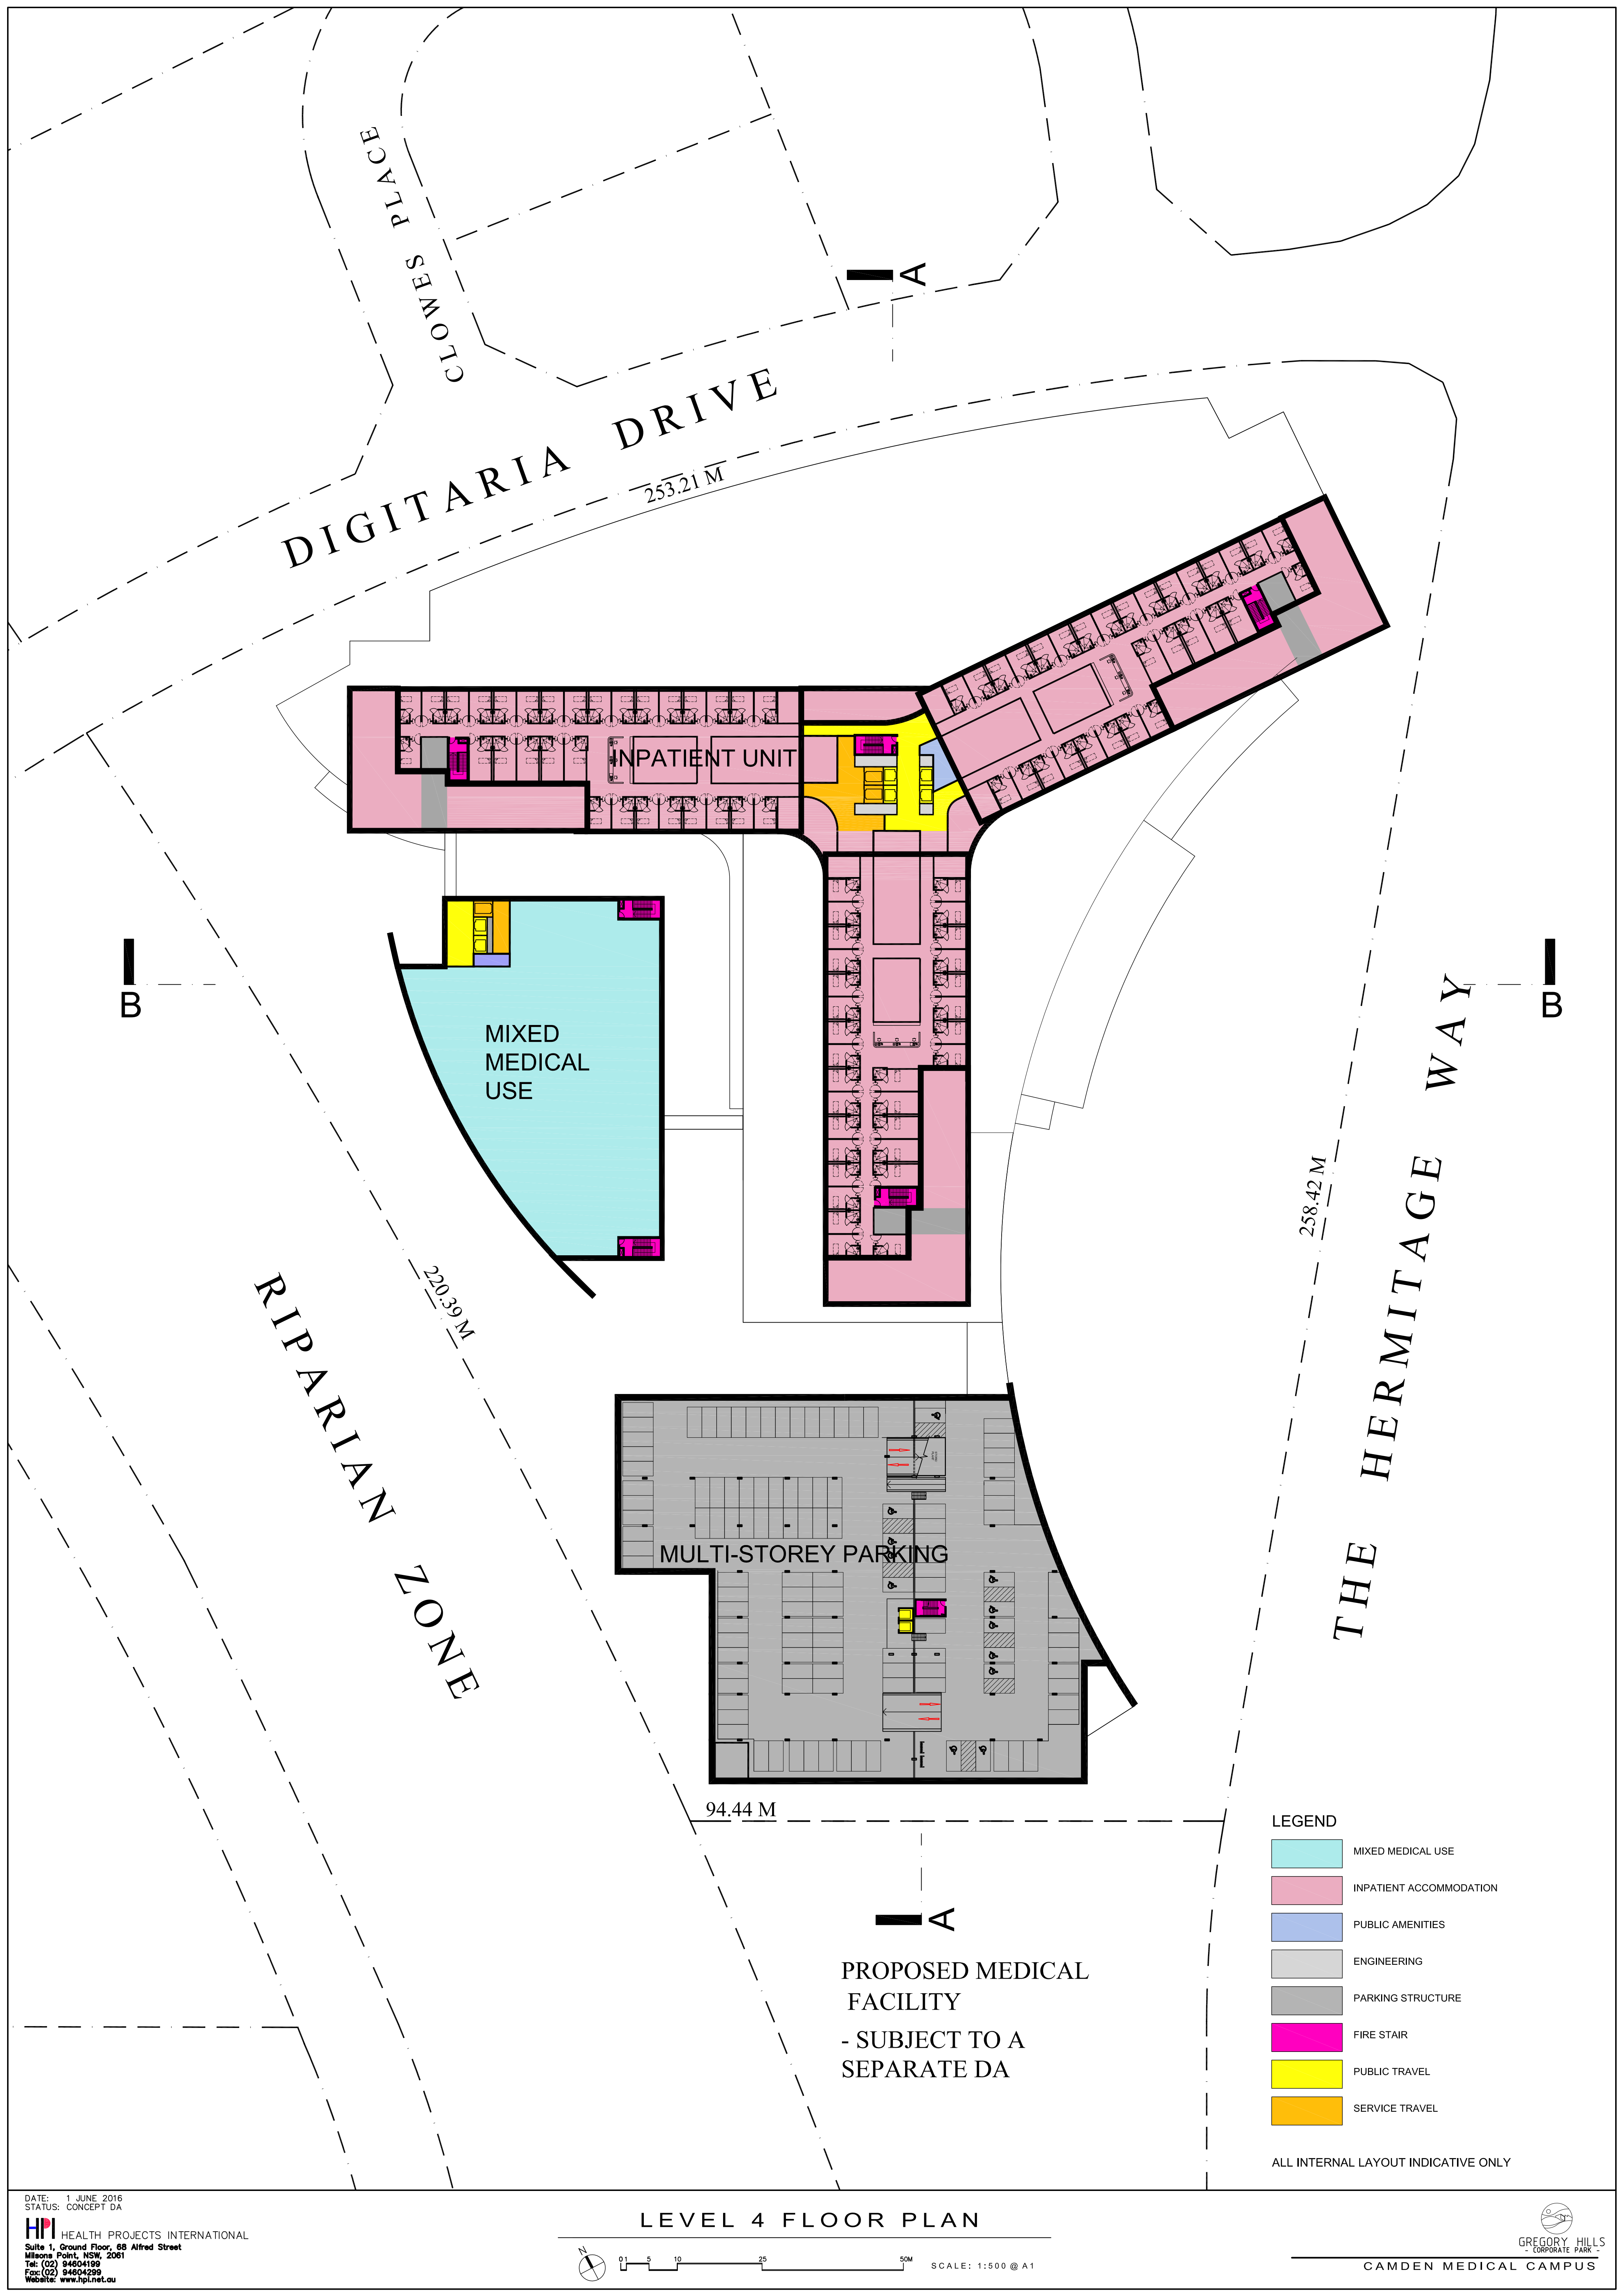 CLOWES PLACE
A
DIGITARIA DRIVE
253.21 M
INPATIENT UNIT
B
B
MIXED
MEDICAL
USE
THE HERMITAGE WAY
258.42 M
220.39 M
RIPARIAN ZONE
MULTI-STOREY PARKING
94.44 M
A
PROPOSED MEDICAL
FACILITY
- SUBJECT TO A
SEPARATE DA
LEGEND
MIXED MEDICAL USE
INPATIENT ACCOMMODATION
PUBLIC AMENITIES
ENGINEERING
PARKING STRUCTURE
FIRE STAIR
PUBLIC TRAVEL
SERVICE TRAVEL
ALL INTERNAL LAYOUT INDICATIVE ONLY
DATE: 1 JUNE 2016
STATUS: CONCEPT DA
HPI HEALTH PROJECTS INTERNATIONAL
Suite 1, Ground Floor, 68 Alfred Street
Milsons Point, NSW, 2061
Tel: (02) 94604199
Fax:(02) 94604299
Website: www.hpi.net.au
LEVEL 4 FLOOR PLAN
N
0 1 5 10 25 50M
SCALE: 1:500 @ A1
GREGORY HILLS
- CORPORATE PARK -
CAMDEN MEDICAL CAMPUS